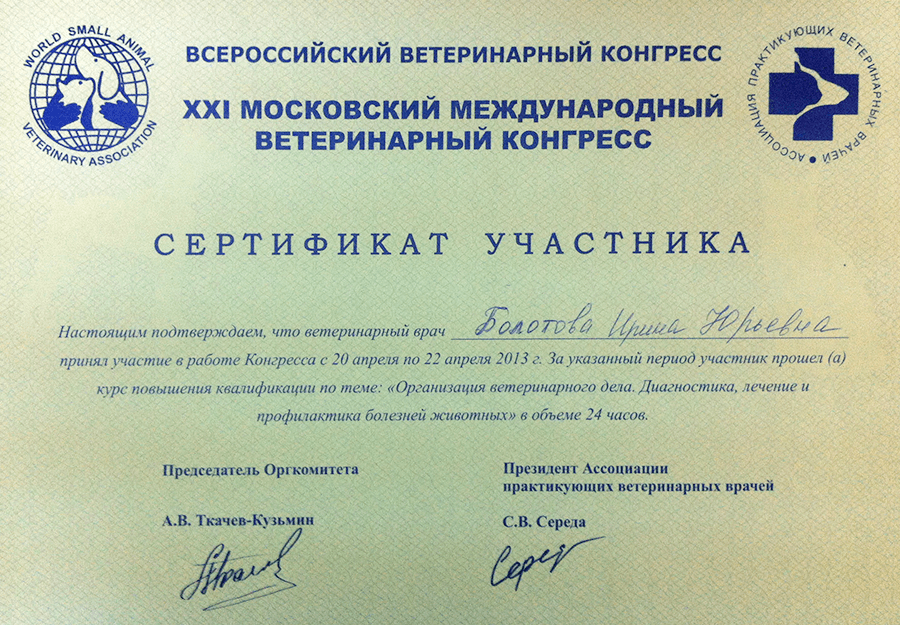 WORLD SMALL ANIMAL
VETERINARY ASSOCIATION
ВСЕРОССИЙСКИЙ ВЕТЕРИНАРНЫЙ КОНГРЕСС
XXI МОСКОВСКИЙ МЕЖДУНАРОДНЫЙ
ВЕТЕРИНАРНЫЙ КОНГРЕСС
АССОЦИАЦИЯ ПРАКТИКУЮЩИХ ВЕТЕРИНАРНЫХ ВРАЧЕЙ •
СЕРТИФИКАТ УЧАСТНИКА
Настоящим подтверждаем, что ветеринарный врач Болотова Ирина Юрьевна
принял участие в работе Конгресса с 20 апреля по 22 апреля 2013 г. За указанный период участник прошел (а)
курс повышения квалификации по теме: «Организация ветеринарного дела. Диагностика, лечение и
профилактика болезней животных» в объеме 24 часов.
Председатель Оргкомитета
А.В. Ткачев-Кузьмин
Президент Ассоциации
практикующих ветеринарных врачей
С.В. Середа